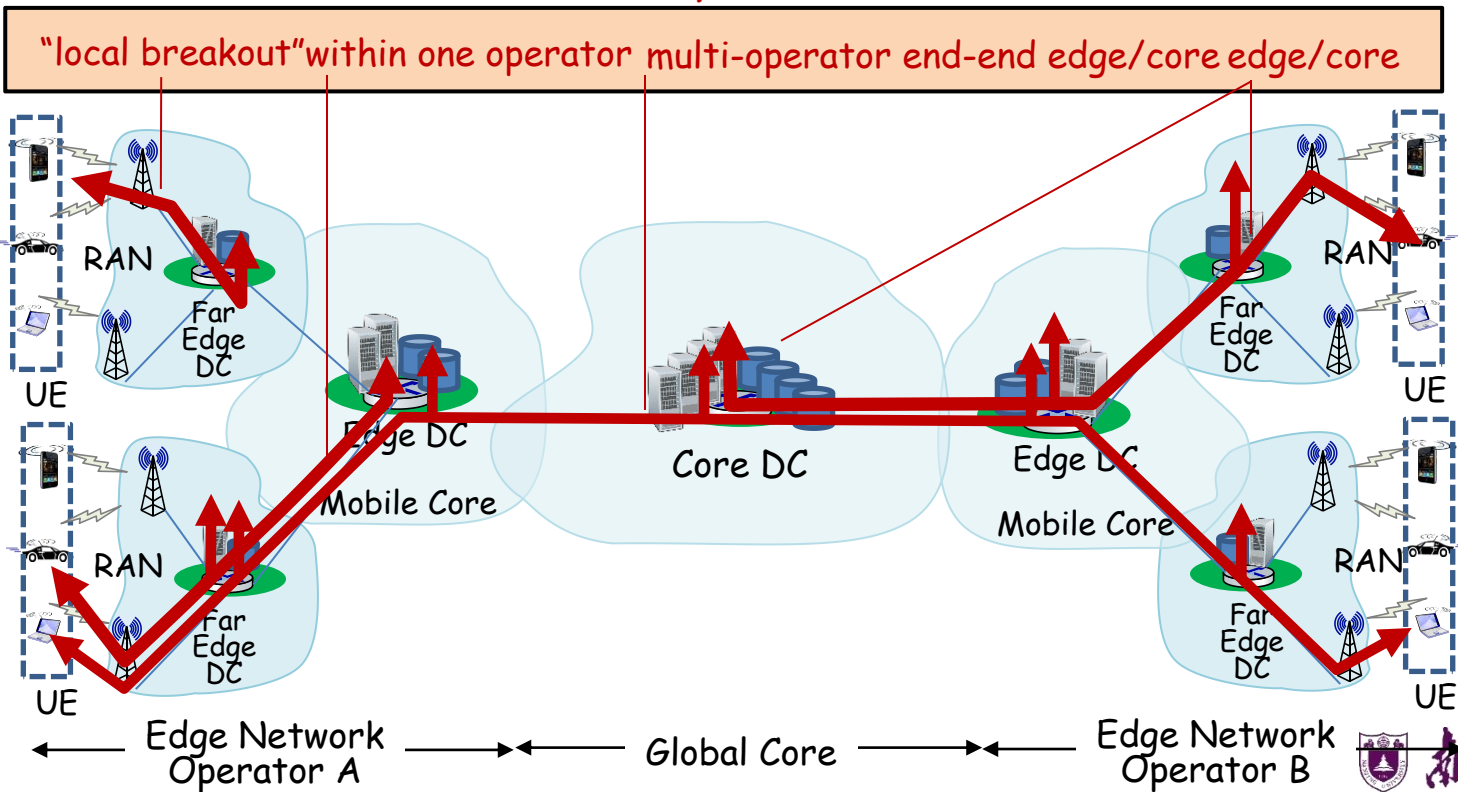 “local breakout” within one operator multi-operator end-end edge/core edge/core
RAN
Far
Edge
DC
UE
RAN
Far
Edge
DC
UE
Edge DC
Mobile Core
Core DC
Edge DC
Mobile Core
RAN
Far
Edge
DC
UE
RAN
Far
Edge
DC
UE
Edge Network
Operator A
Global Core
Edge Network
Operator B